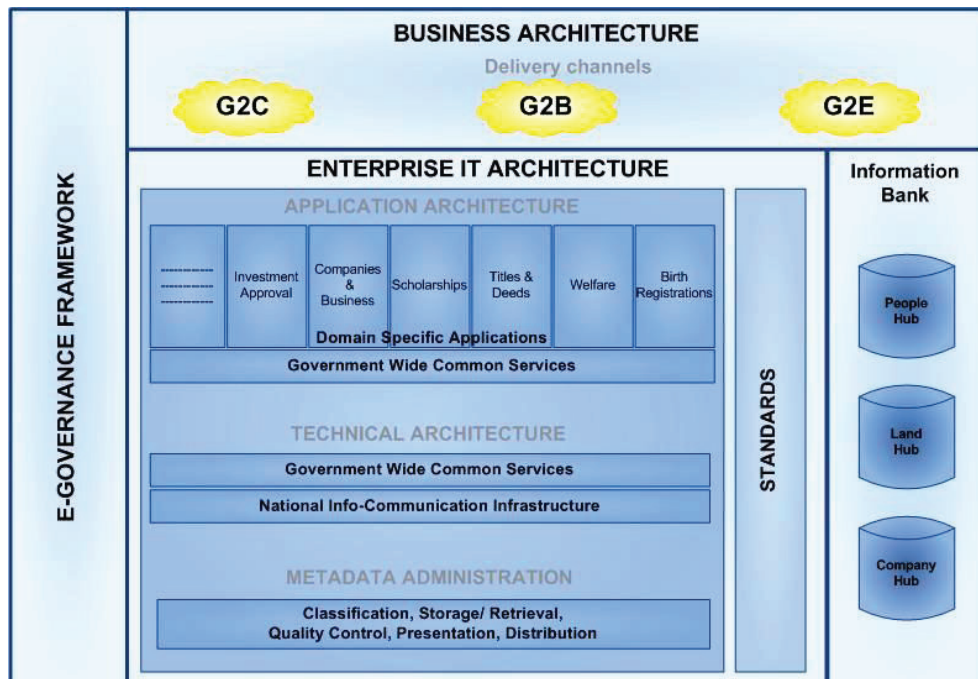 BUSINESS ARCHITECTURE
Delivery channels
G2C
G2B
G2E
E-GOVERNANCE FRAMEWORK
ENTERPRISE IT ARCHITECTURE
APPLICATION ARCHITECTURE
---------------
---------------
---------------
Investment
Approval
Companies
&
Business
Scholarships
Titles &
Deeds
Welfare
Birth
Registrations
Domain Specific Applications
Government Wide Common Services
TECHNICAL ARCHITECTURE
Government Wide Common Services
National Info-Communication Infrastructure
METADATA ADMINISTRATION
Classification, Storage/ Retrieval,
Quality Control, Presentation, Distribution
STANDARDS
Information
Bank
People
Hub
Land
Hub
Company
Hub